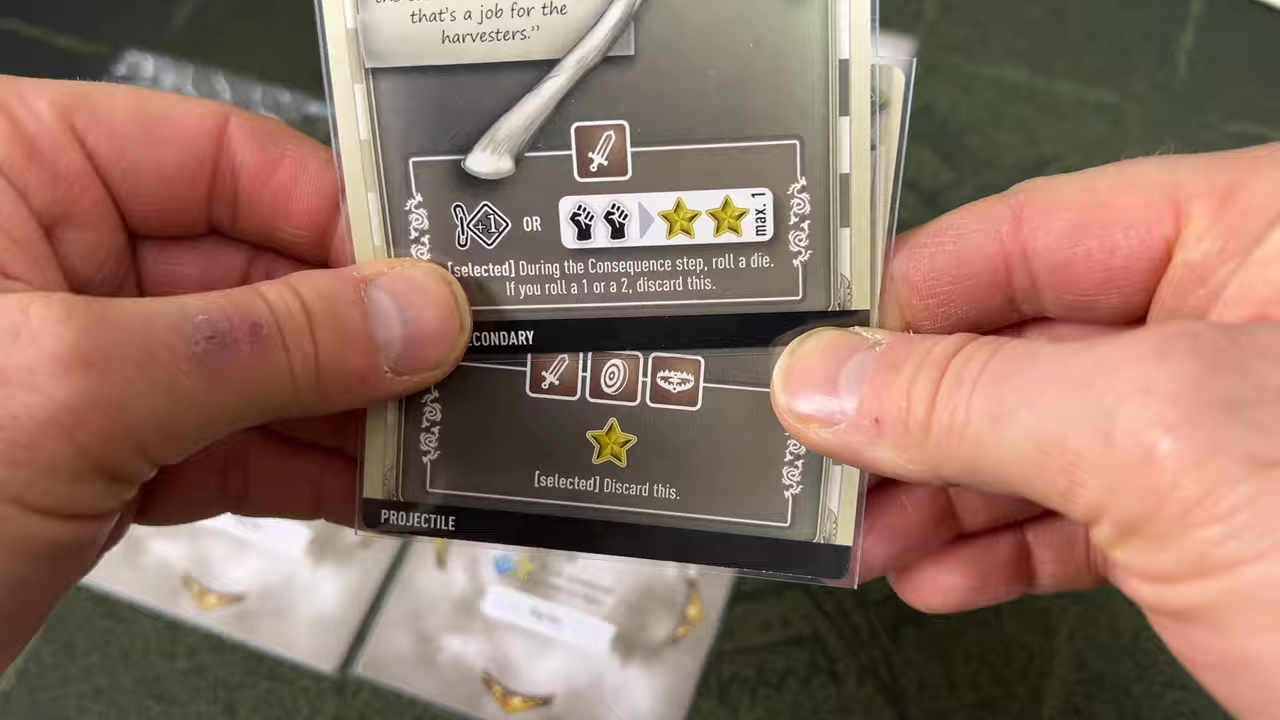 that's a job for the
harvesters."
+1 OR max. 1
[selected] During the Consequence step, roll a die.
If you roll a 1 or a 2, discard this.
ECONDARY
[selected] Discard this.
PROJECTILE